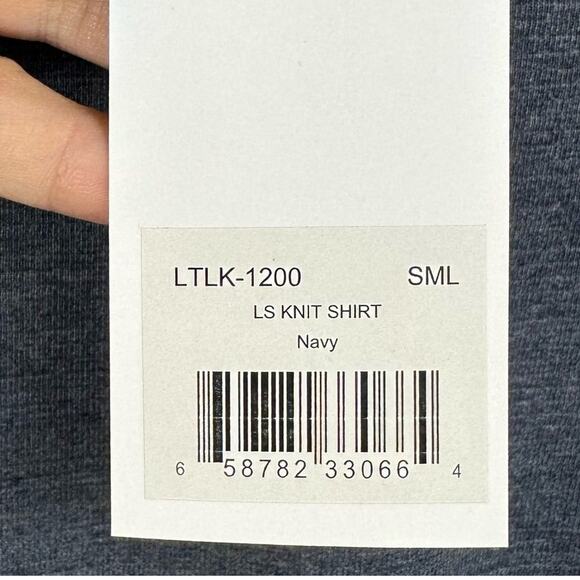 LTLK-1200 SML
LS KNIT SHIRT
Navy
6 58782 33066 4